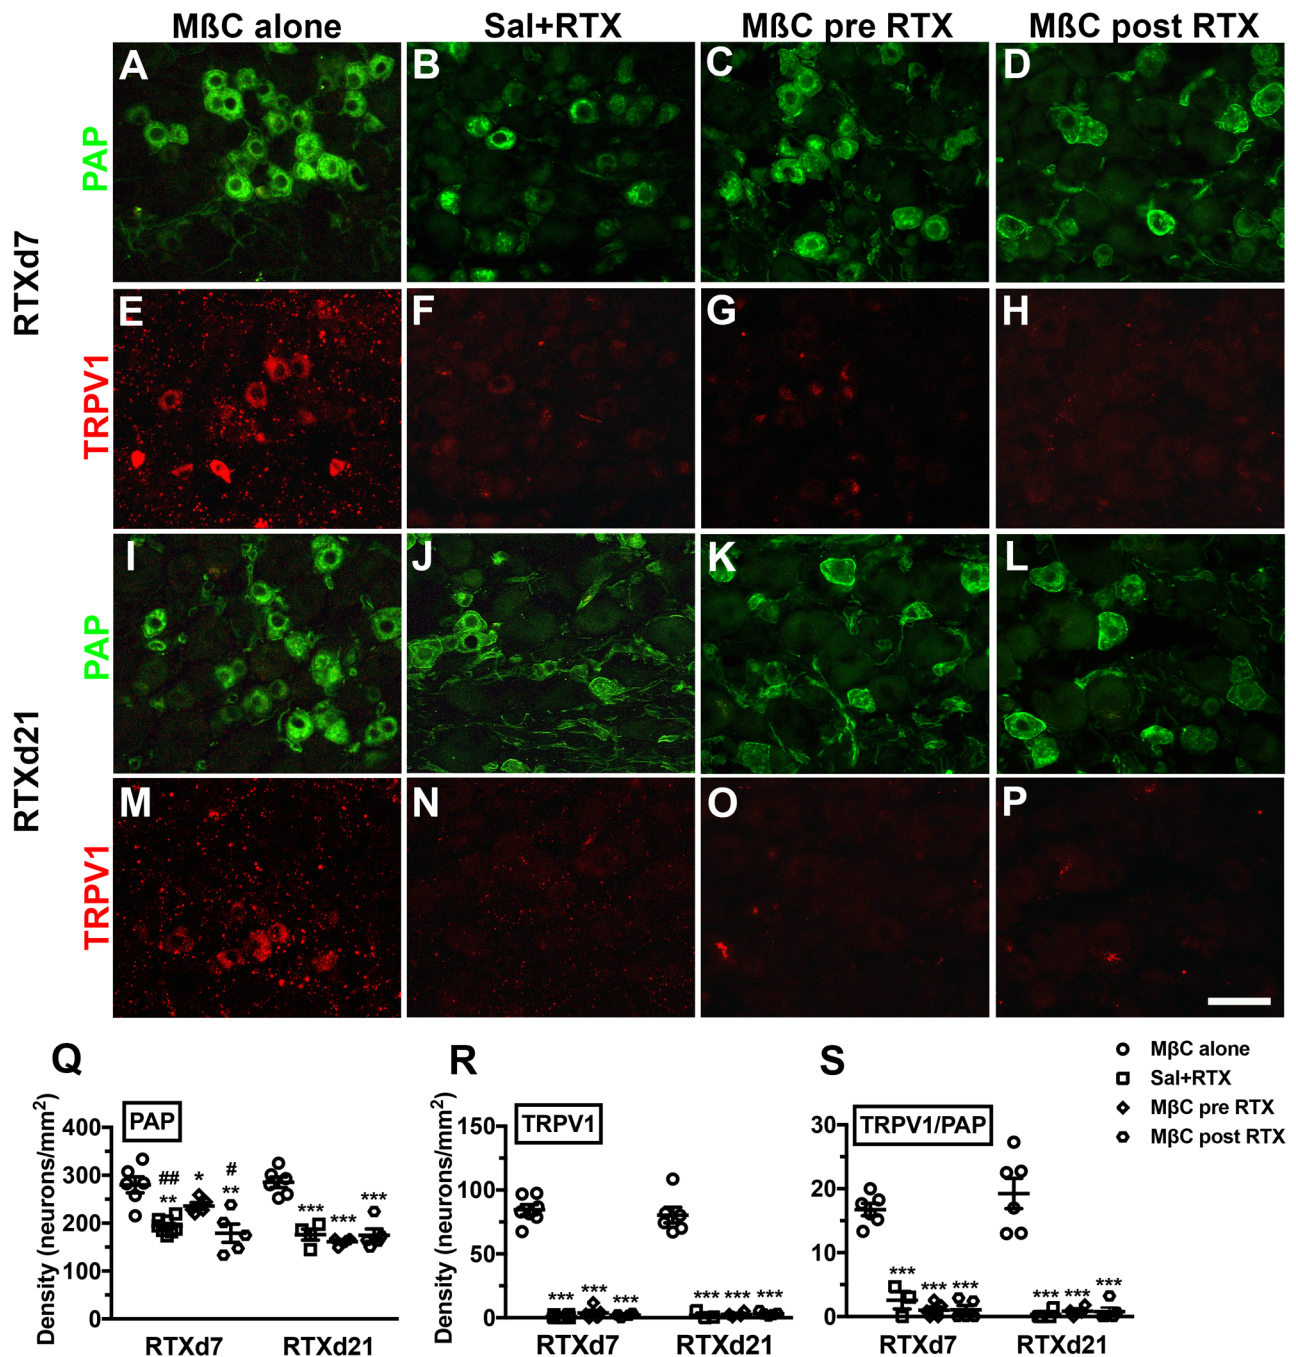 MßC alone Sal+RTX MßC pre RTX MßC post RTX
A B C D
PAP
RTXd7
E F G H
TRPV1
I J K L
PAP
RTXd21
M N O P
TRPV1
Q R S
MβC alone
Sal+RTX
MβC pre RTX
MβC post RTX
PAP
Density (neurons/mm²)
400
300
200
100
0
## ** * # **
*** *** ***
RTXd7 RTXd21
TRPV1
Density (neurons/mm²)
150
100
50
0
*** *** *** *** *** ***
RTXd7 RTXd21
TRPV1/PAP
30
20
10
0
*** *** *** *** *** ***
RTXd7 RTXd21